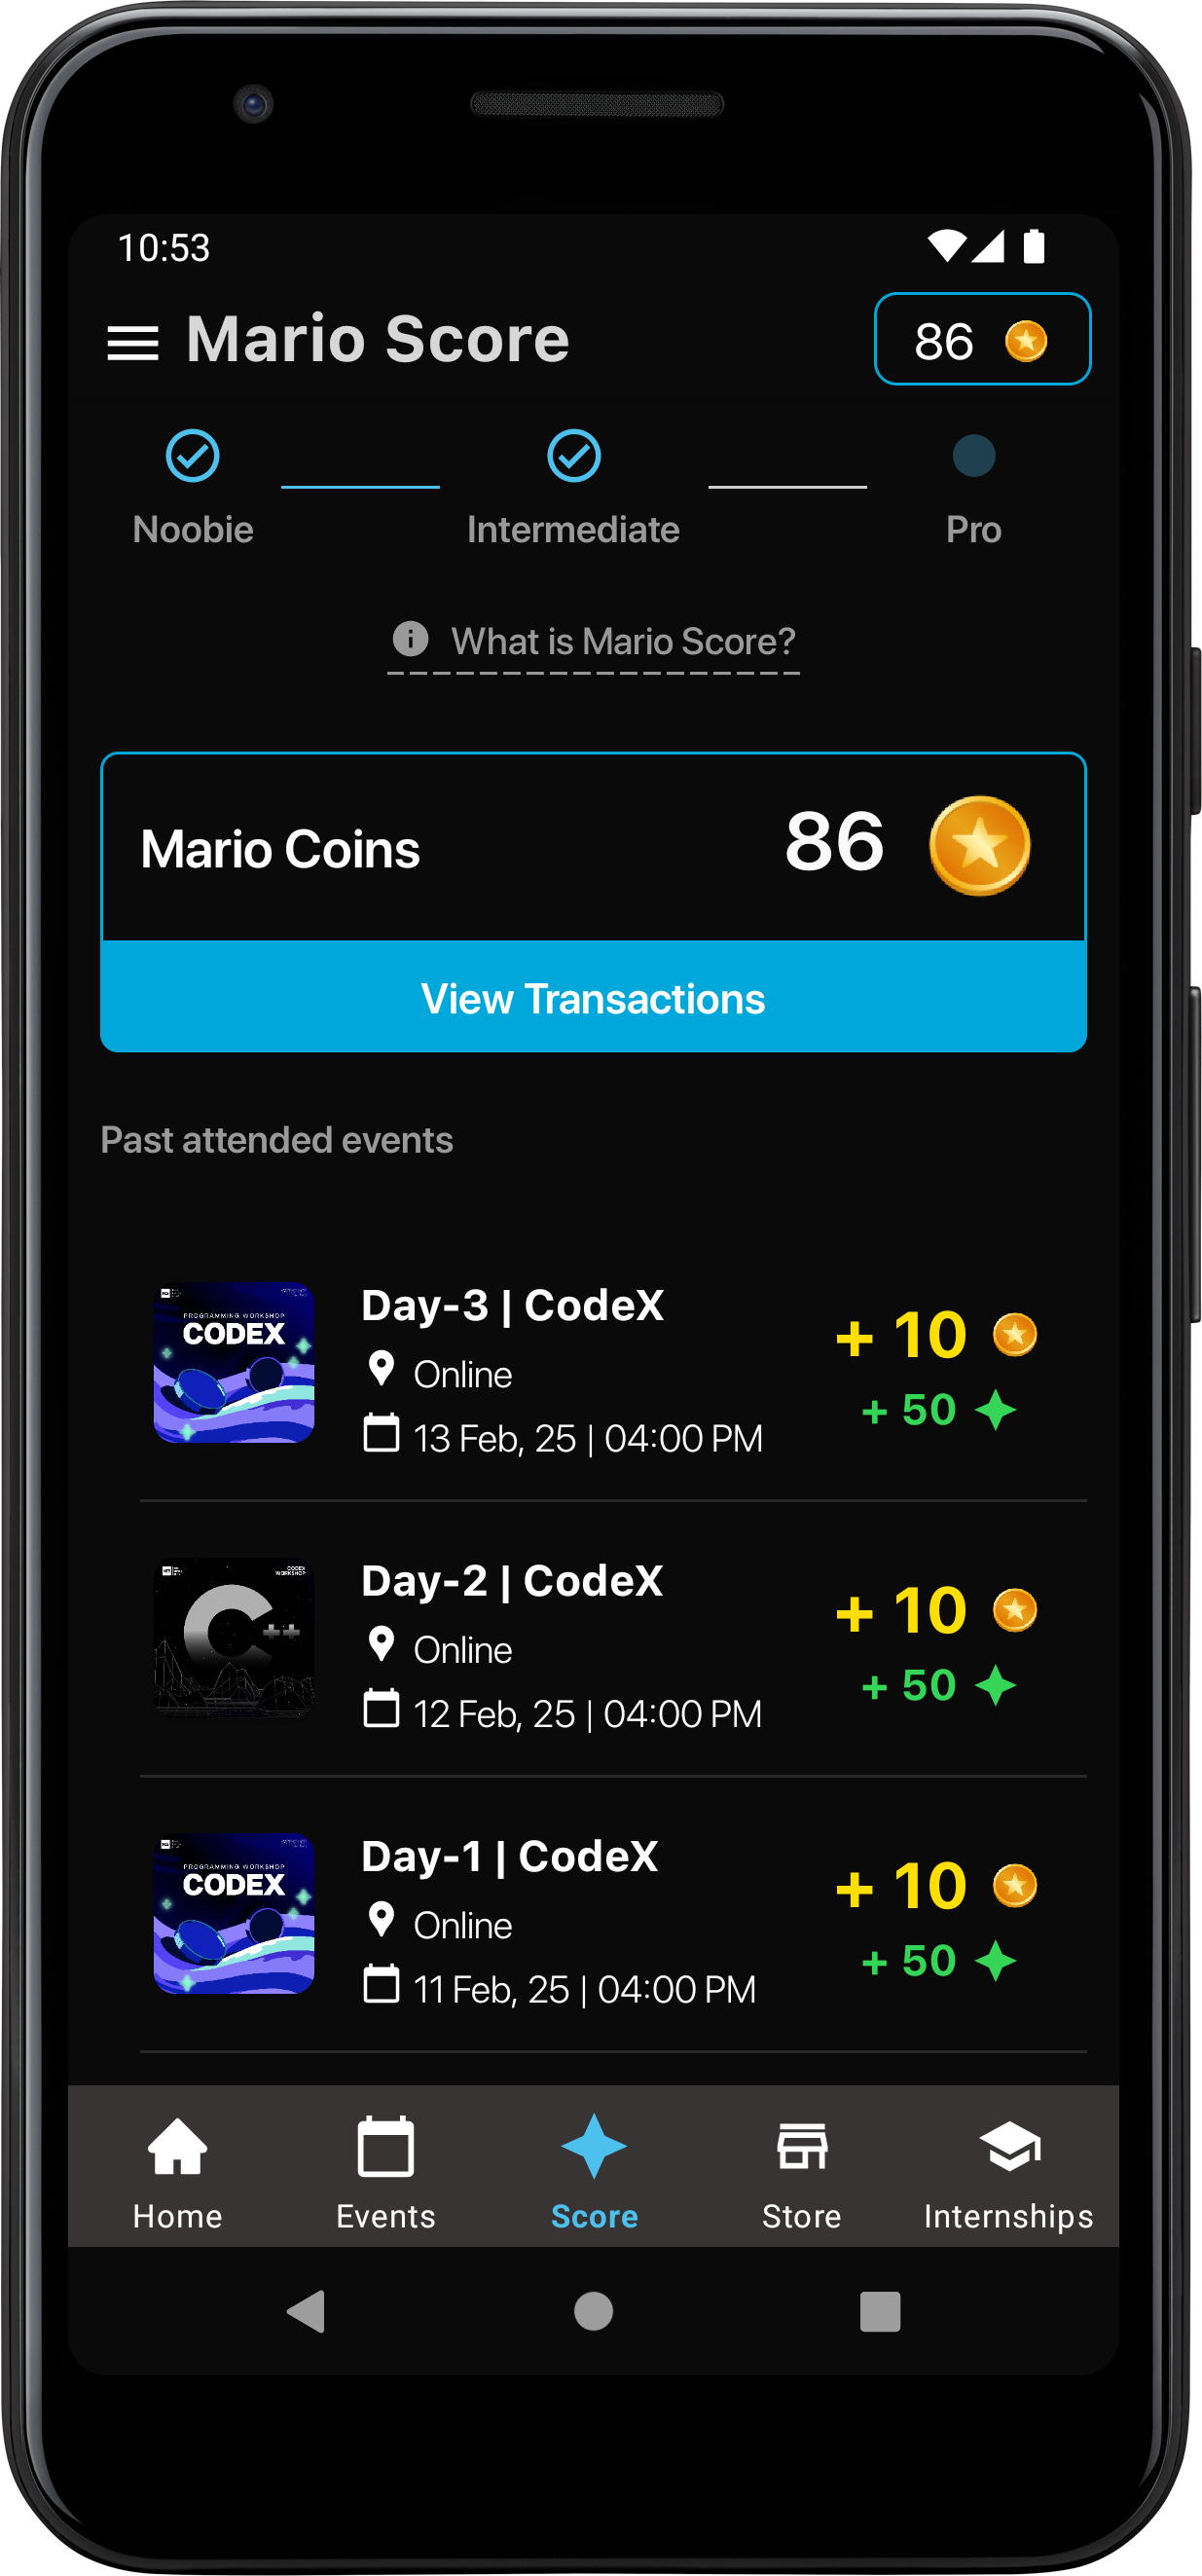 10:53
Mario Score
86
Noobie
Intermediate
Pro
What is Mario Score?
Mario Coins
86
View Transactions
Past attended events
PROGRAMMING WORKSHOP
CODEX
Day-3 | CodeX
Online
13 Feb, 25 | 04:00 PM
+ 10
+ 50
CODEX
WORKSHOP
C++
Day-2 | CodeX
Online
12 Feb, 25 | 04:00 PM
+ 10
+ 50
PROGRAMMING WORKSHOP
CODEX
Day-1 | CodeX
Online
11 Feb, 25 | 04:00 PM
+ 10
+ 50
Home
Events
Score
Store
Internships